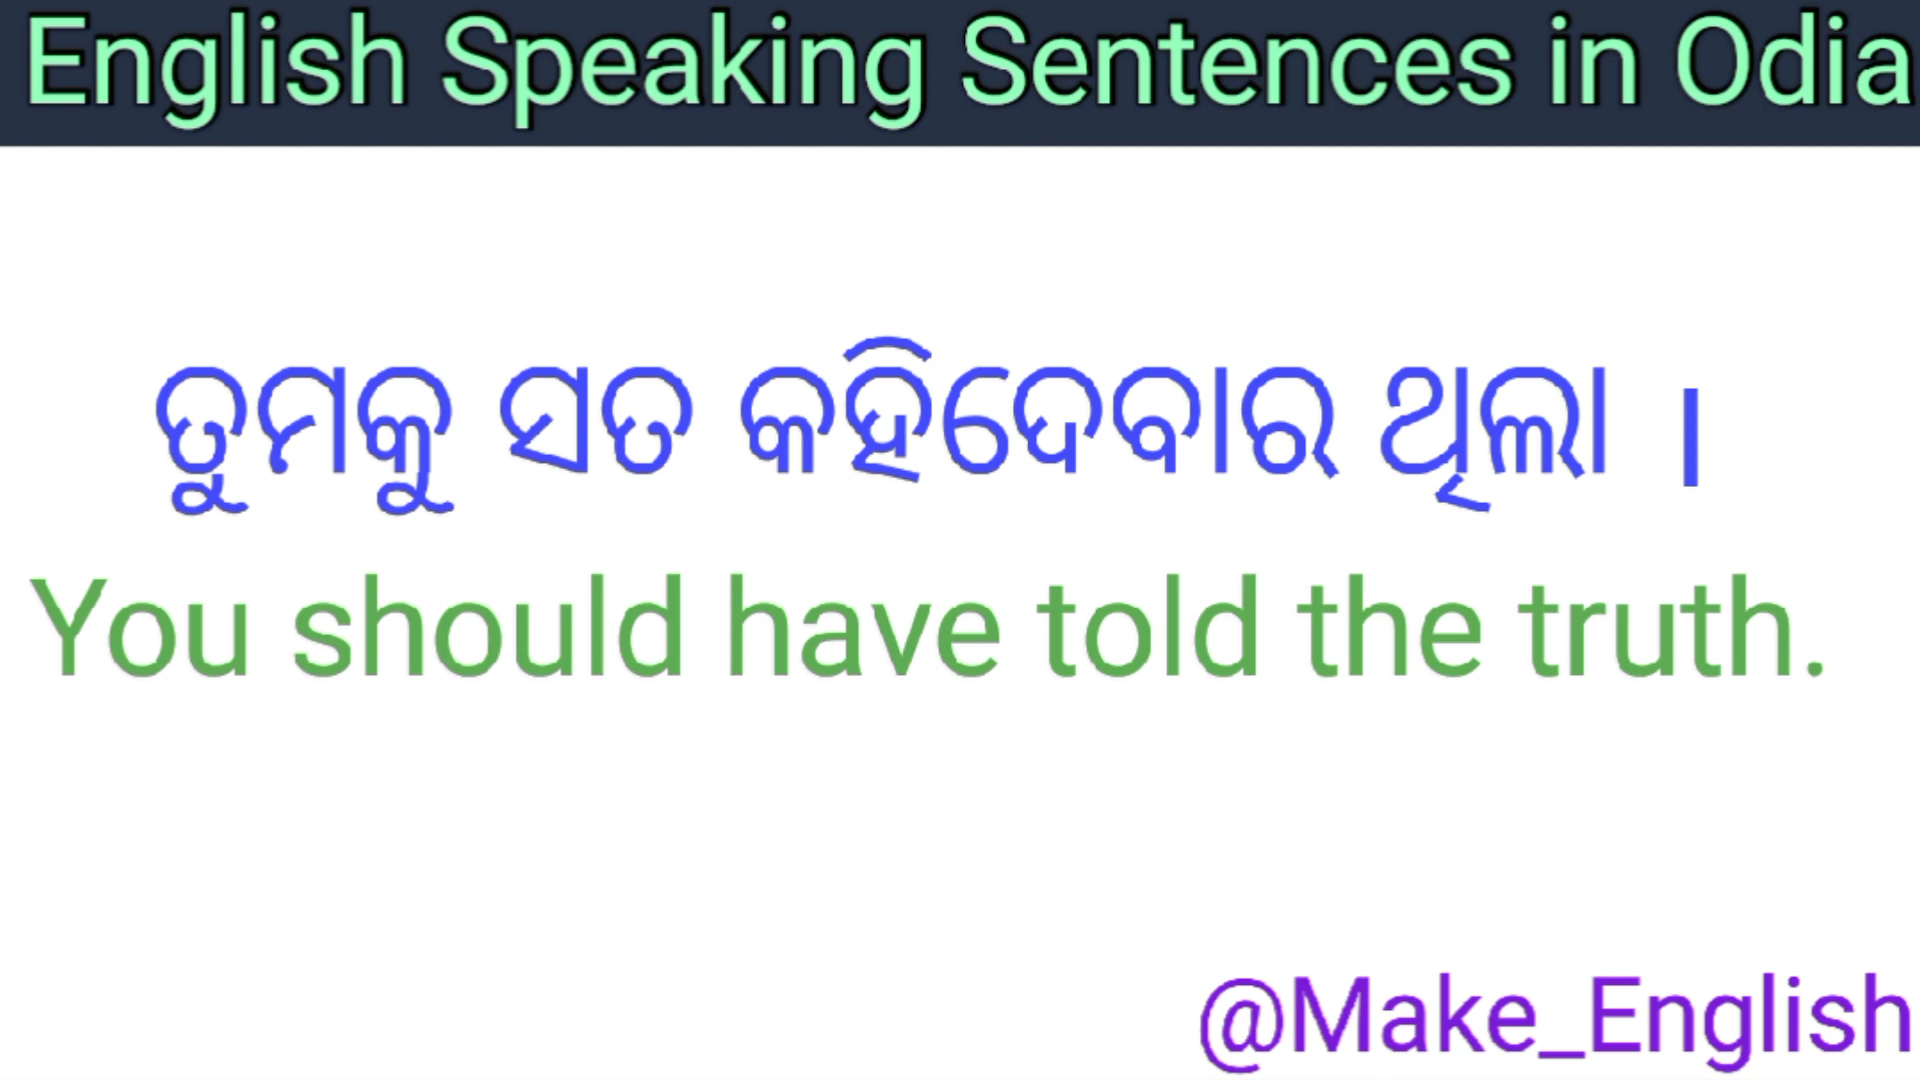 English Speaking Sentences in Odia
ତୁମକୁ ସତ କହିଦେବାର ଥିଲା ।
You should have told the truth.
@Make_English